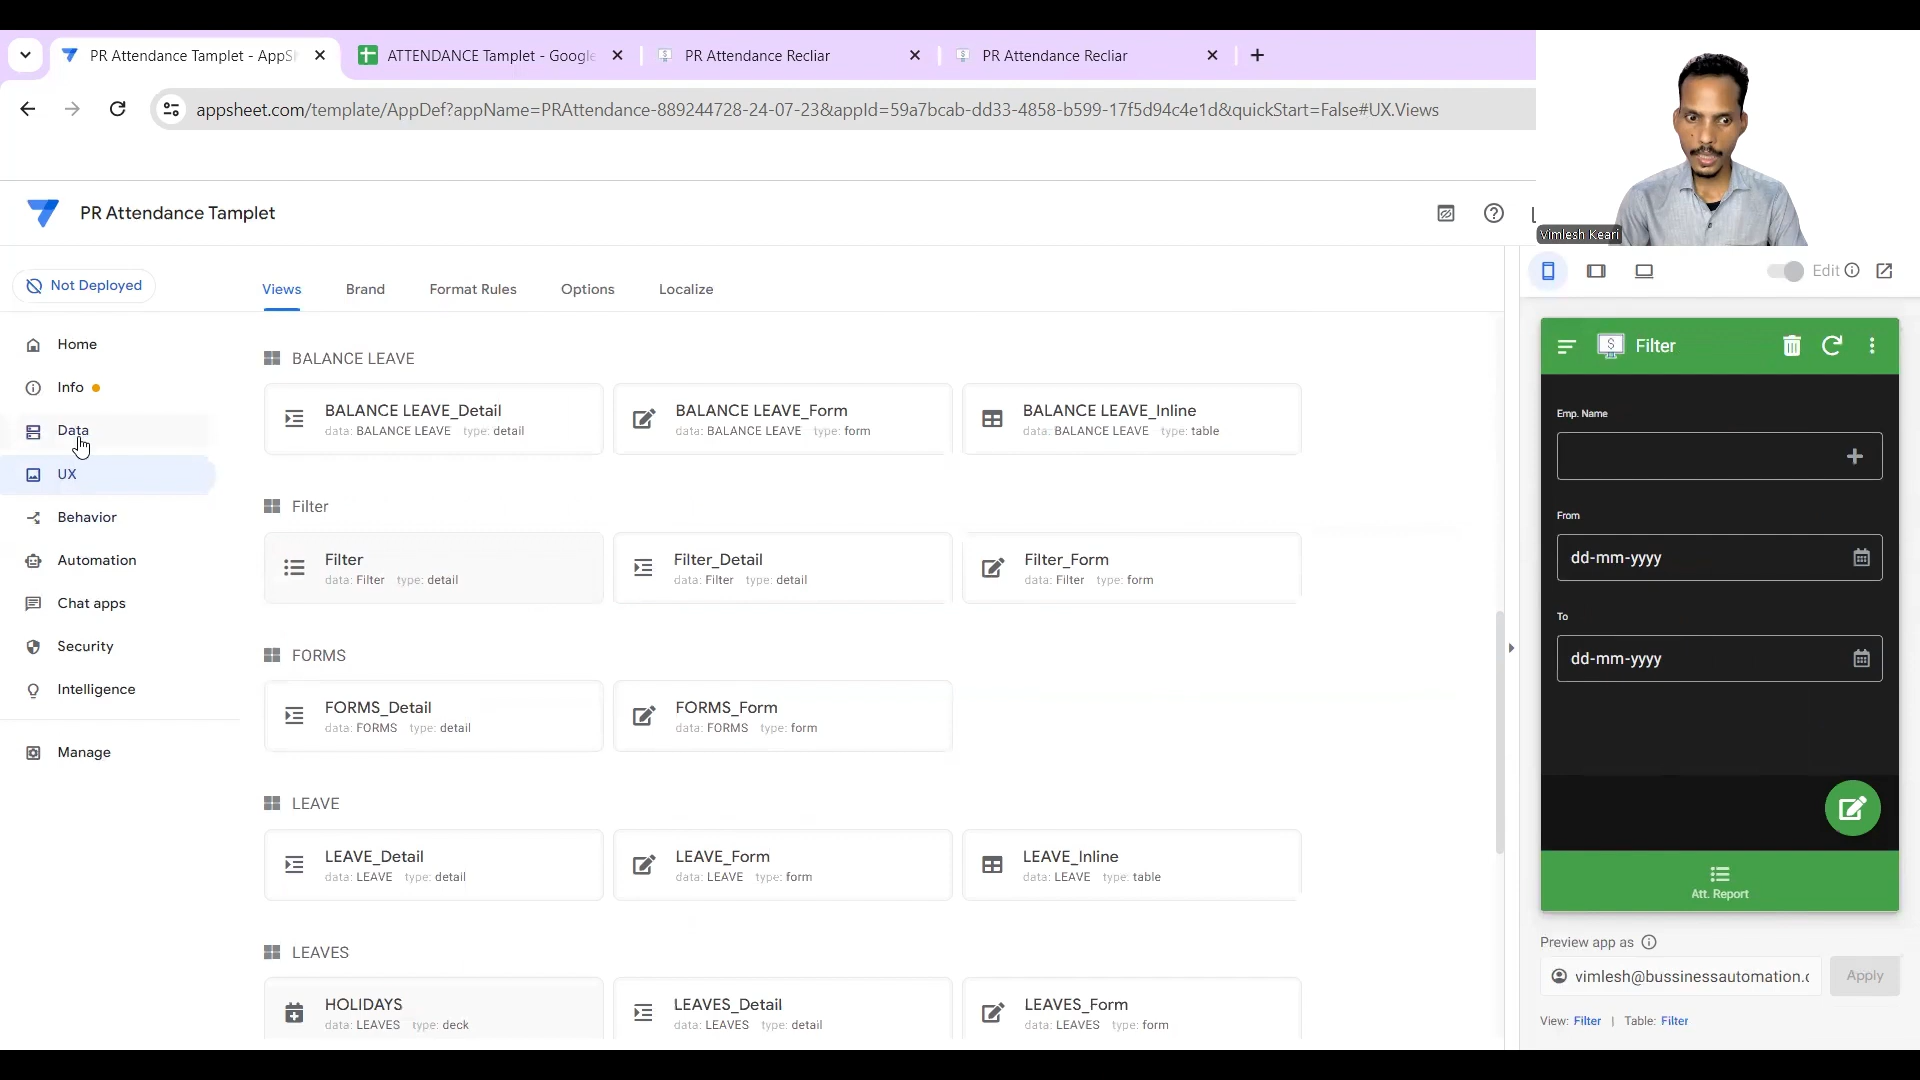 PR Attendance Tamplet - AppSh
ATTENDANCE Tamplet - Google
PR Attendance Recliar
PR Attendance Recliar
appsheet.com/template/AppDef?appName=PRAttendance-889244728-24-07-23&appId=59a7bcab-dd33-4858-b599-17f5d94c4e1d&quickStart=False#UX.Views
Vimlesh Keari
PR Attendance Tamplet
Not Deployed
Home
Info
Data
UX
Behavior
Automation
Chat apps
Security
Intelligence
Manage
Views Brand Format Rules Options Localize
BALANCE LEAVE
BALANCE LEAVE_Detail
data: BALANCE LEAVE type: detail
BALANCE LEAVE_Form
data: BALANCE LEAVE type: form
BALANCE LEAVE_Inline
data: BALANCE LEAVE type: table
Filter
Filter
data: Filter type: detail
Filter_Detail
data: Filter type: detail
Filter_Form
data: Filter type: form
FORMS
FORMS_Detail
data: FORMS type: detail
FORMS_Form
data: FORMS type: form
LEAVE
LEAVE_Detail
data: LEAVE type: detail
LEAVE_Form
data: LEAVE type: form
LEAVE_Inline
data: LEAVE type: table
LEAVES
HOLIDAYS
data: LEAVES type: deck
LEAVES_Detail
data: LEAVES type: detail
LEAVES_Form
data: LEAVES type: form
Edit
$ Filter
Emp. Name
From
dd-mm-yyyy
To
dd-mm-yyyy
Att. Report
Preview app as
vimlesh@bussinessautomation.c
Apply
View: Filter | Table: Filter